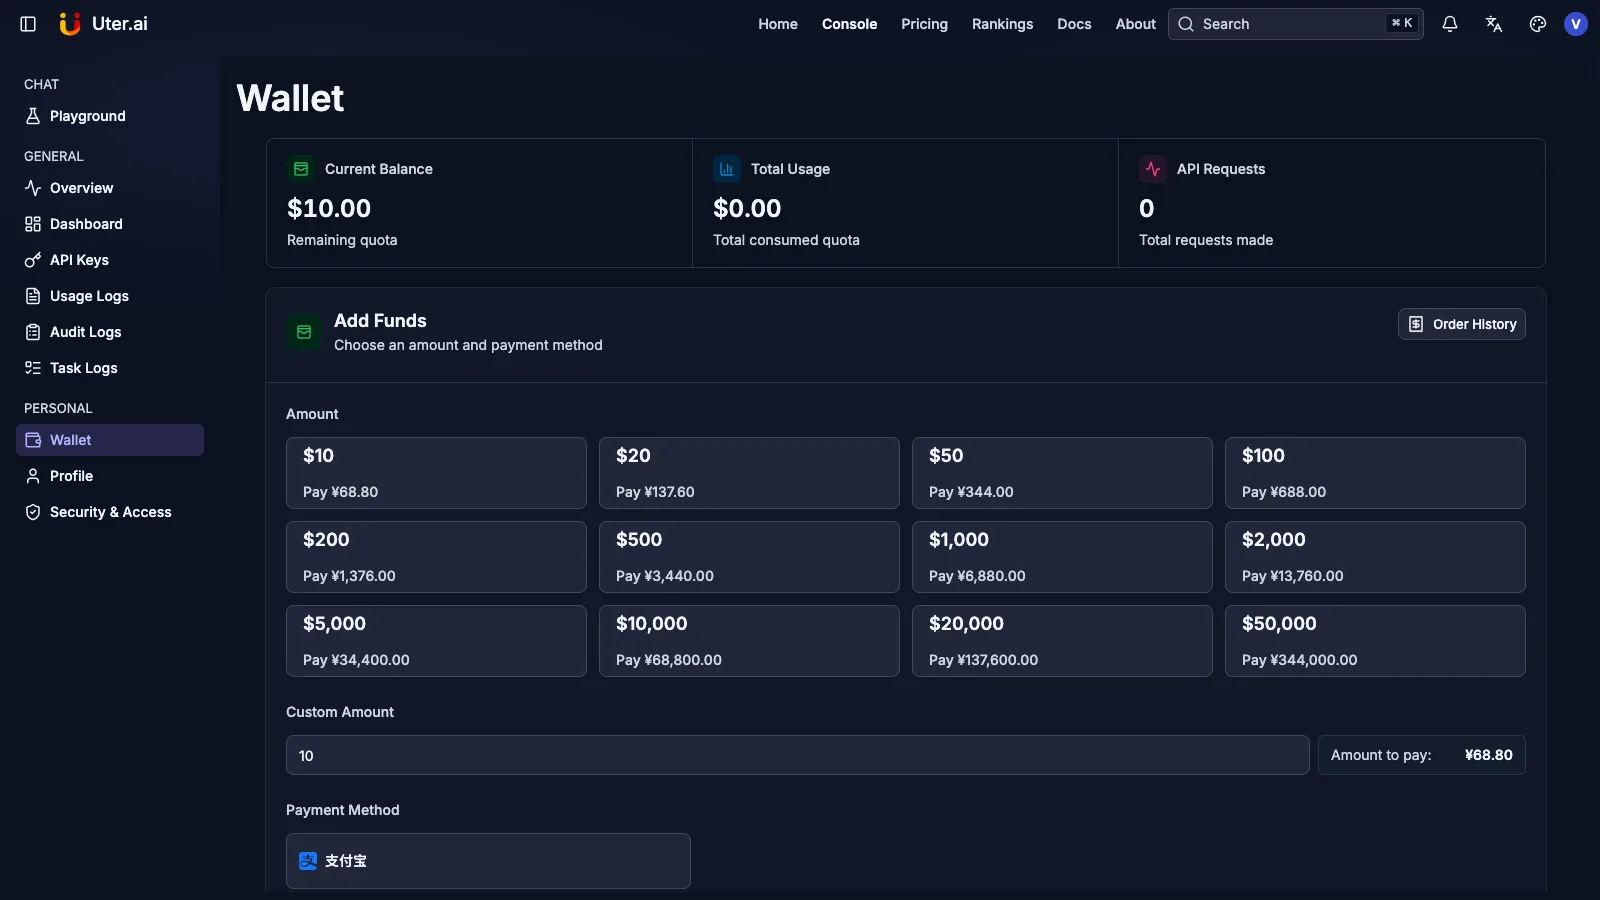 Uter.ai
Home Console Pricing Rankings Docs About Search ⌘ K V
CHAT
Playground
GENERAL
Overview
Dashboard
API Keys
Usage Logs
Audit Logs
Task Logs
PERSONAL
Wallet
Profile
Security & Access
Wallet
Current Balance
$10.00
Remaining quota
Total Usage
$0.00
Total consumed quota
API Requests
0
Total requests made
Add Funds
Choose an amount and payment method
Order History
Amount
$10
Pay ¥68.80
$20
Pay ¥137.60
$50
Pay ¥344.00
$100
Pay ¥688.00
$200
Pay ¥1,376.00
$500
Pay ¥3,440.00
$1,000
Pay ¥6,880.00
$2,000
Pay ¥13,760.00
$5,000
Pay ¥34,400.00
$10,000
Pay ¥68,800.00
$20,000
Pay ¥137,600.00
$50,000
Pay ¥344,000.00
Custom Amount
10
Amount to pay: ¥68.80
Payment Method
支付宝